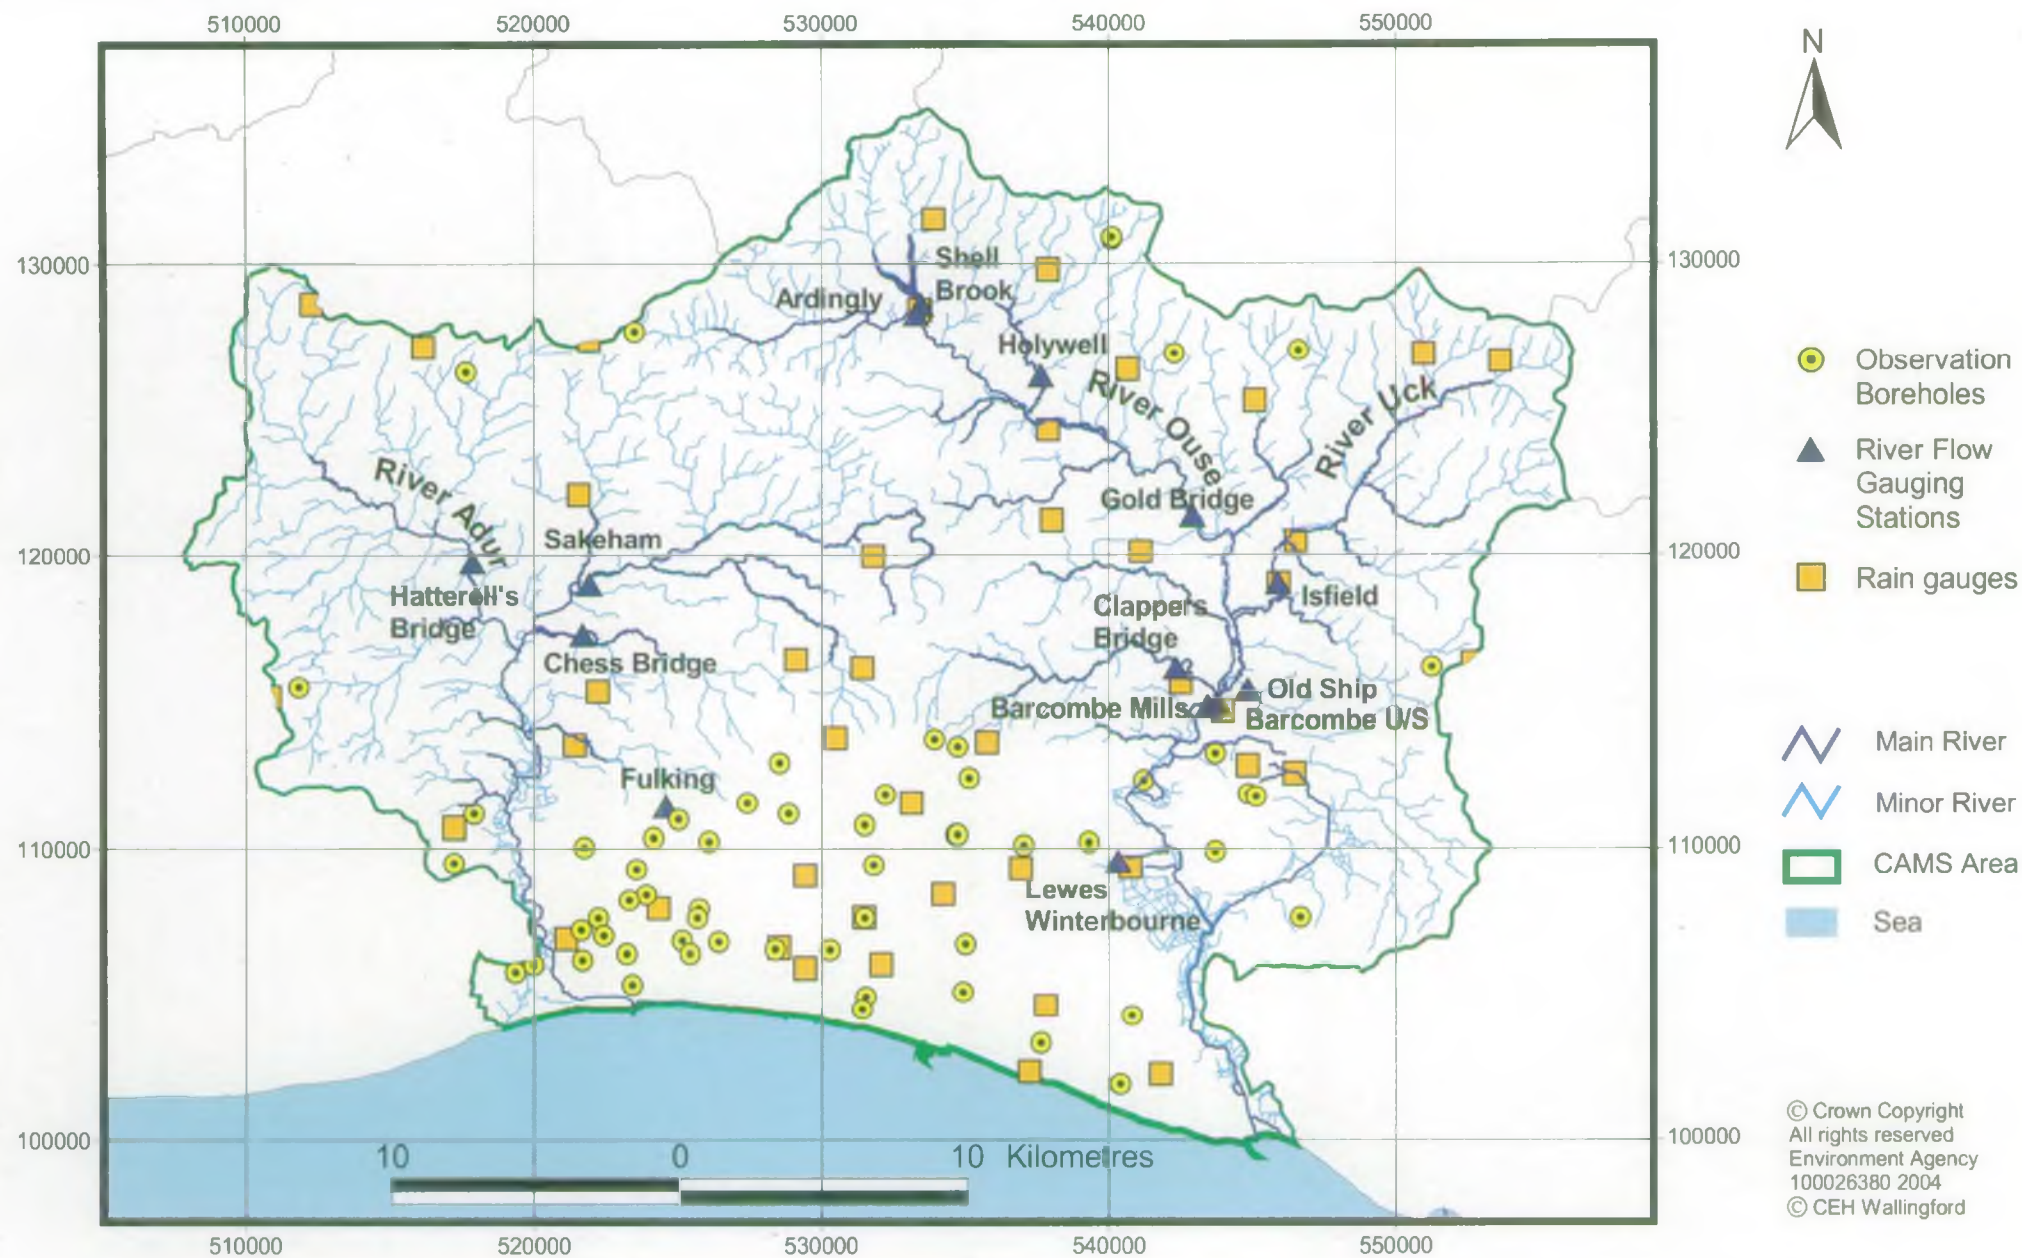 510000 520000 530000 540000 550000
N
130000
130000
Shell
Brook
Ardingly
Holywell
River Ouse
River Uck
River Adur
Gold Bridge
Sakeham
120000
120000
Hatterell's
Bridge
Clappers
Bridge
Isfield
Chess Bridge
Old Ship
Barcombe Mills
Barcombe U/S
Fulking
110000
110000
Lewes
Winterbourne
100000
100000
10 0 10 Kilometres
510000 520000 530000 540000 550000
Observation
Boreholes
River Flow
Gauging
Stations
Rain gauges
Main River
Minor River
CAMS Area
Sea
© Crown Copyright
All rights reserved
Environment Agency
100026380 2004
© CEH Wallingford